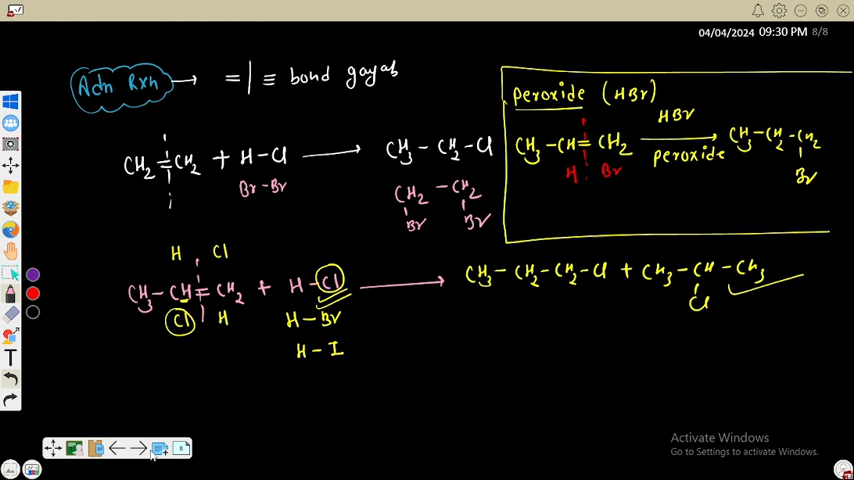 04/04/2024 09:30 PM 8/8
Adn Rxn → = | ≡ bond gayab
CH2 = CH2 + H - Cl → CH3 - CH2 - Cl
Br - Br
CH2 - CH2
Br Br
Peroxide (HBr)
HBr
CH3 - CH = CH2 → CH3 - CH2 - CH2
peroxide
H Br
Br
H Cl
CH3 - CH = CH2 + H - Cl → CH3 - CH2 - CH2 - Cl + CH3 - CH - CH3
Cl H
H - Br
Cl
H - I
T
8
Activate Windows
Go to Settings to activate Windows.